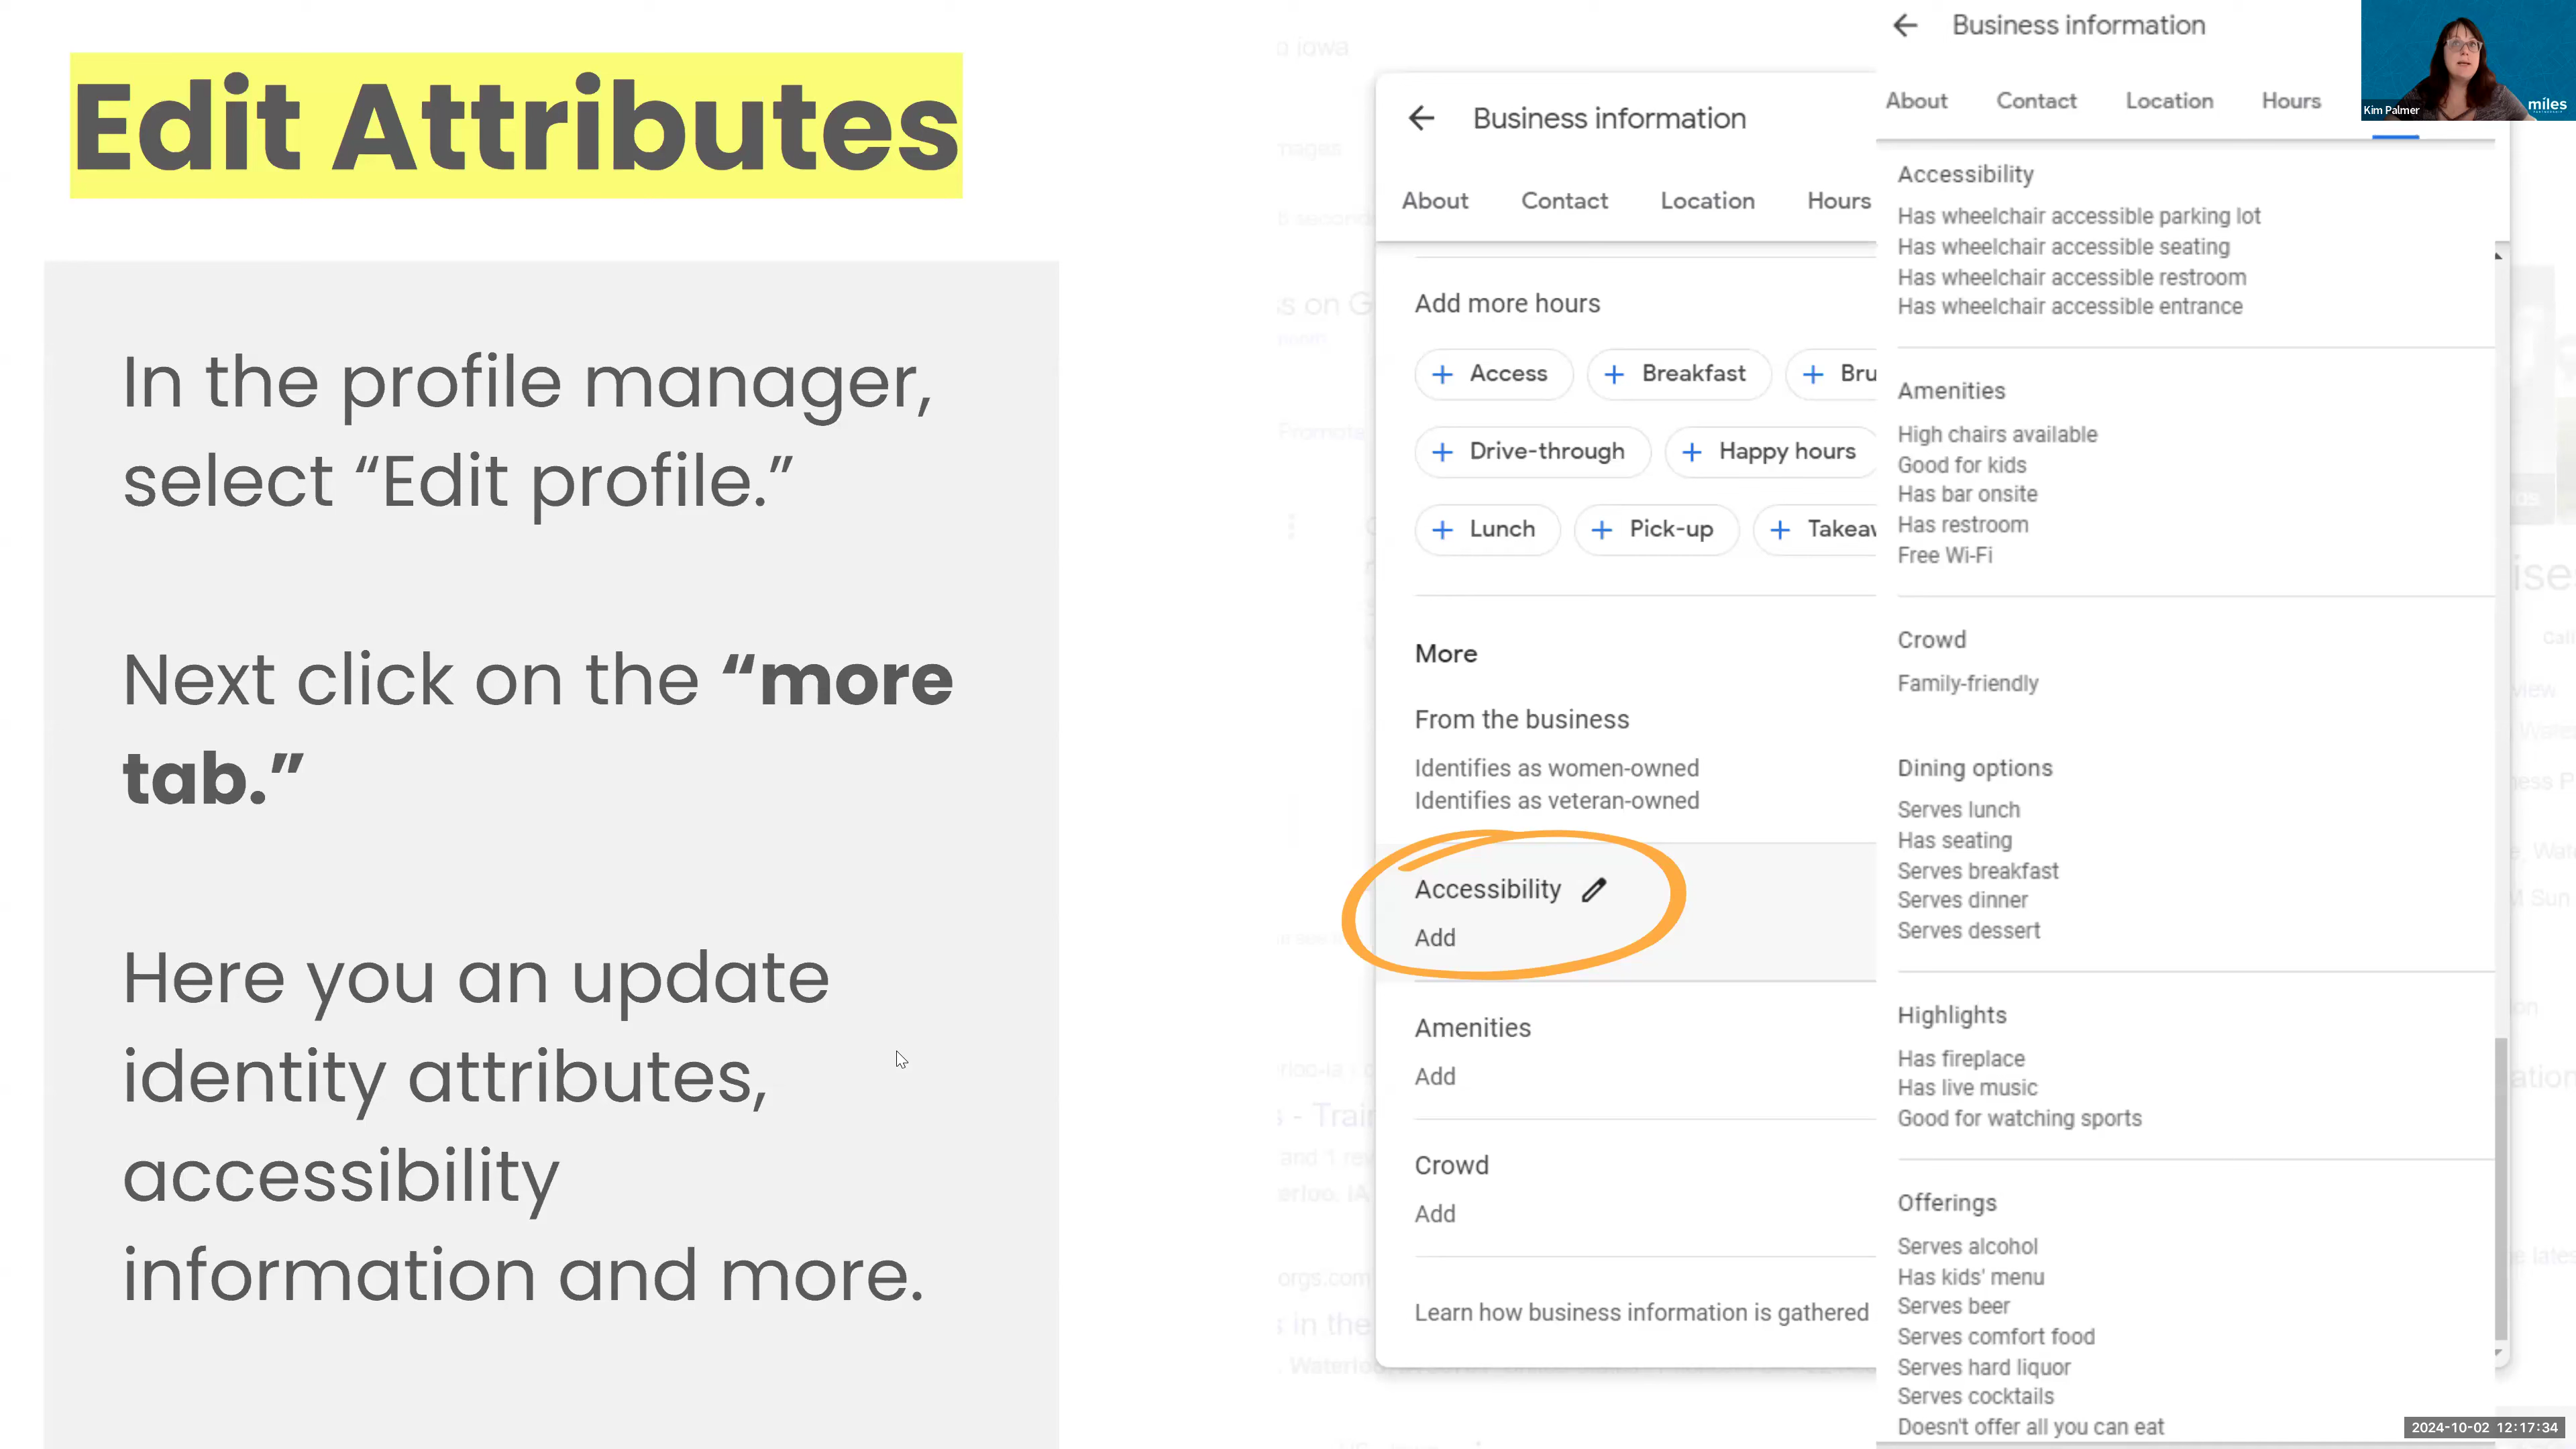 Edit Attributes
In the profile manager,
select “Edit profile.”
Next click on the “more
tab.”
Here you an update
identity attributes,
accessibility
information and more.
Business information
About Contact Location Hours
Add more hours
+ Access + Breakfast + Bru
+ Drive-through + Happy hours
+ Lunch + Pick-up + Takeaw
More
From the business
Identifies as women-owned
Identifies as veteran-owned
Accessibility
Add
Amenities
Add
Crowd
Add
Learn how business information is gathered
Business information
About Contact Location Hours
Accessibility
Has wheelchair accessible parking lot
Has wheelchair accessible seating
Has wheelchair accessible restroom
Has wheelchair accessible entrance
Amenities
High chairs available
Good for kids
Has bar onsite
Has restroom
Free Wi-Fi
Crowd
Family-friendly
Dining options
Serves lunch
Has seating
Serves breakfast
Serves dinner
Serves dessert
Highlights
Has fireplace
Has live music
Good for watching sports
Offerings
Serves alcohol
Has kids' menu
Serves beer
Serves comfort food
Serves hard liquor
Serves cocktails
Doesn't offer all you can eat
Kim Palmer
miles
2024-10-02 12:17:34